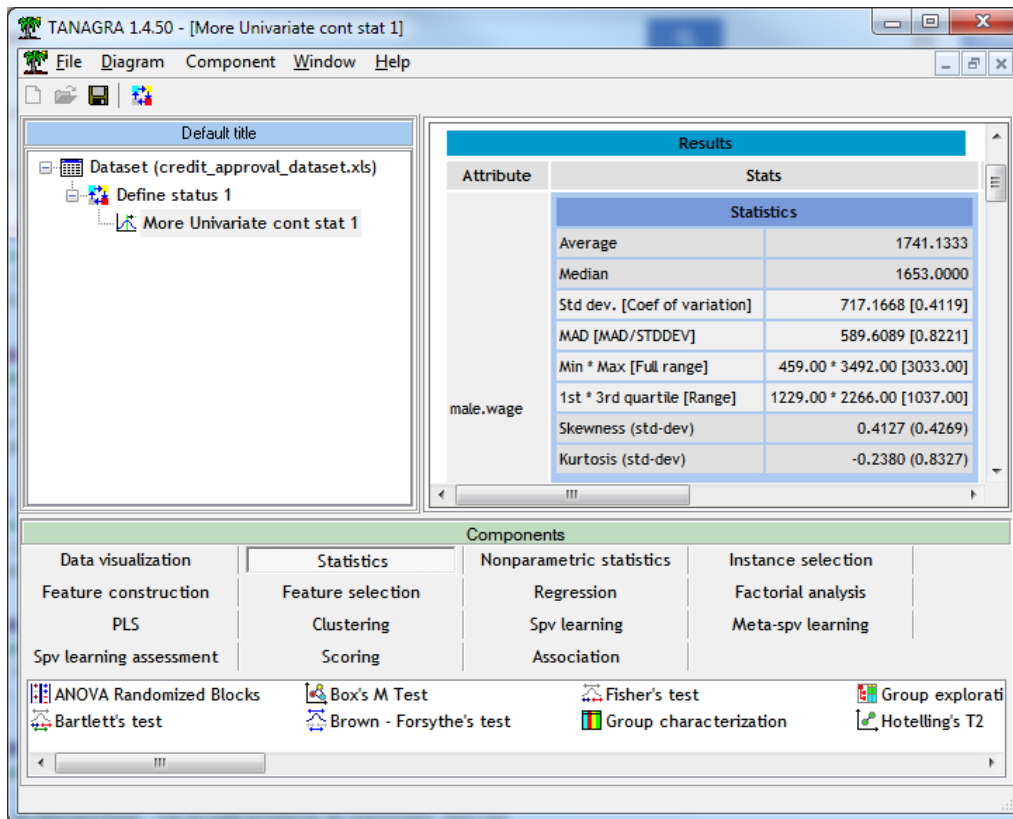 TANAGRA 1.4.50 - [More Univariate cont stat 1]
File Diagram Component Window Help
Default title
Dataset (credit_approval_dataset.xls)
Define status 1
More Univariate cont stat 1
Results
Attribute Stats
Statistics
Average 1741.1333
Median 1653.0000
Std dev. [Coef of variation] 717.1668 [0.4119]
MAD [MAD/STDDEV] 589.6089 [0.8221]
Min * Max [Full range] 459.00 * 3492.00 [3033.00]
1st * 3rd quartile [Range] 1229.00 * 2266.00 [1037.00]
male.wage
Skewness (std-dev) 0.4127 (0.4269)
Kurtosis (std-dev) -0.2380 (0.8327)
Components
Data visualization Statistics Nonparametric statistics Instance selection
Feature construction Feature selection Regression Factorial analysis
PLS Clustering Spv learning Meta-spv learning
Spv learning assessment Scoring Association
ANOVA Randomized Blocks Box's M Test Fisher's test Group explorati
Bartlett's test Brown - Forsythe's test Group characterization Hotelling's T2